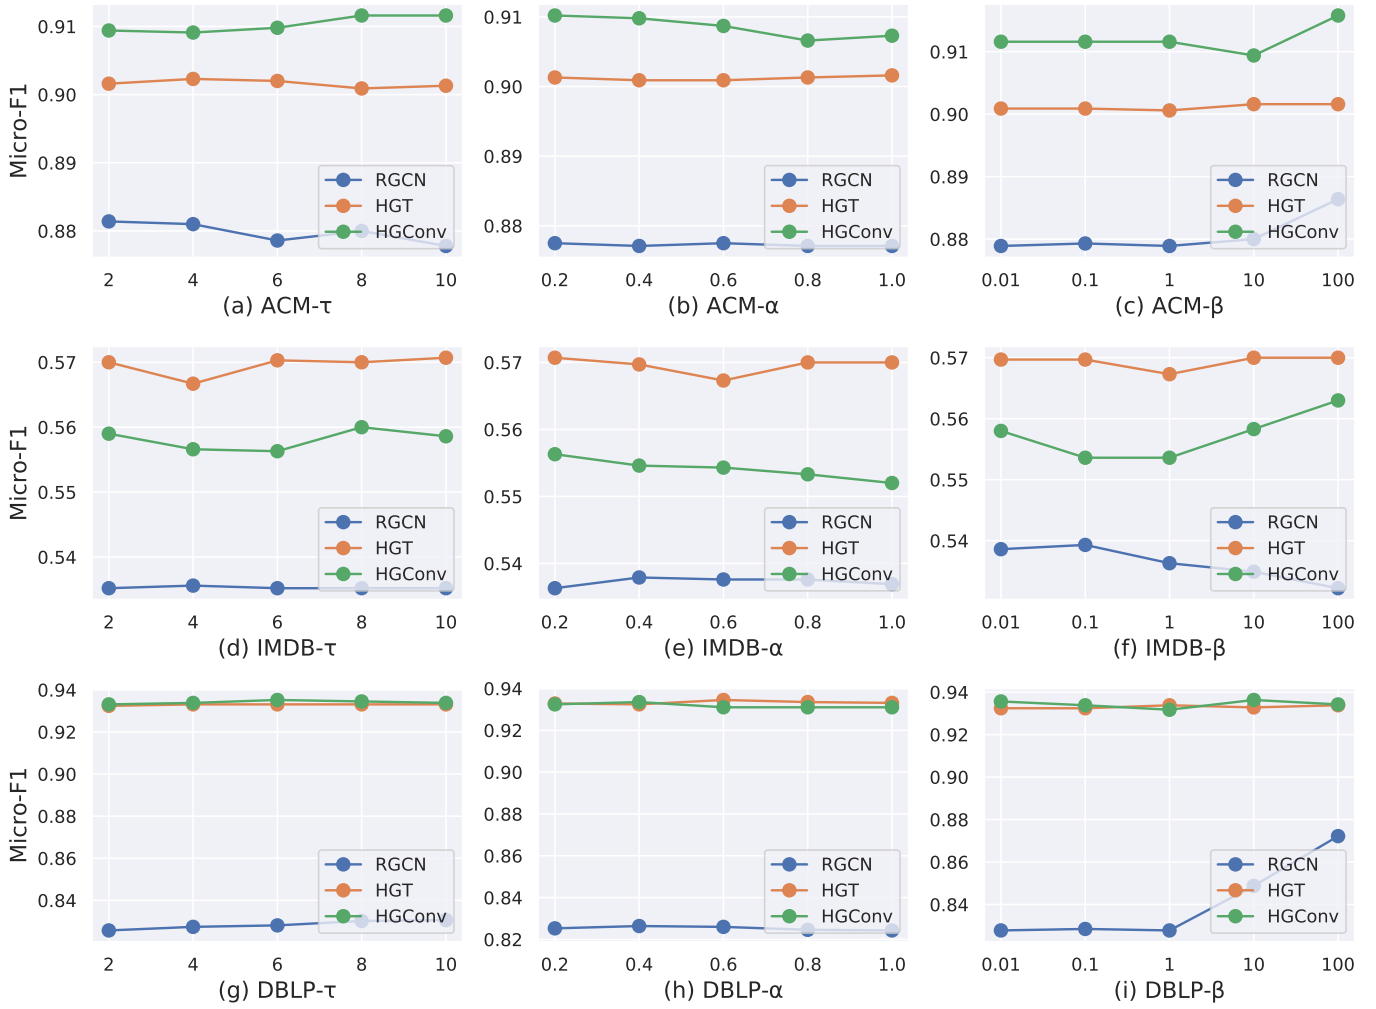 Micro-F1
0.91
0.90
0.89
0.88
RGCN
HGT
HGConv
2 4 6 8 10
(a) ACM-τ
0.91
0.90
0.89
0.88
RGCN
HGT
HGConv
0.2 0.4 0.6 0.8 1.0
(b) ACM-α
0.91
0.90
0.89
0.88
RGCN
HGT
HGConv
0.01 0.1 1 10 100
(c) ACM-β
Micro-F1
0.57
0.56
0.55
0.54
RGCN
HGT
HGConv
2 4 6 8 10
(d) IMDB-τ
0.57
0.56
0.55
0.54
RGCN
HGT
HGConv
0.2 0.4 0.6 0.8 1.0
(e) IMDB-α
0.57
0.56
0.55
0.54
RGCN
HGT
HGConv
0.01 0.1 1 10 100
(f) IMDB-β
Micro-F1
0.94
0.92
0.90
0.88
0.86
0.84
RGCN
HGT
HGConv
2 4 6 8 10
(g) DBLP-τ
0.94
0.92
0.90
0.88
0.86
0.84
0.82
RGCN
HGT
HGConv
0.2 0.4 0.6 0.8 1.0
(h) DBLP-α
0.94
0.92
0.90
0.88
0.86
0.84
RGCN
HGT
HGConv
0.01 0.1 1 10 100
(i) DBLP-β